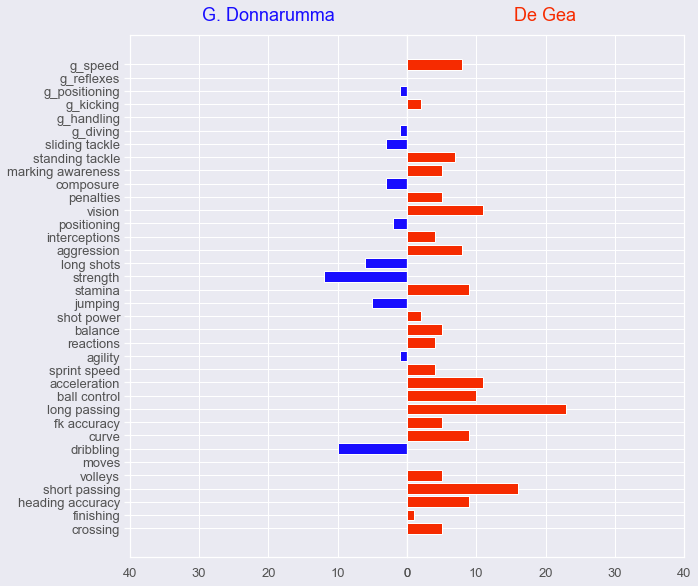 G. Donnarumma De Gea
g_speed
g_reflexes
g_positioning
g_kicking
g_handling
g_diving
sliding tackle
standing tackle
marking awareness
composure
penalties
vision
positioning
interceptions
aggression
long shots
strength
stamina
jumping
shot power
balance
reactions
agility
sprint speed
acceleration
ball control
long passing
fk accuracy
curve
dribbling
moves
volleys
short passing
heading accuracy
finishing
crossing
40 30 20 10 0 0 10 20 30 40